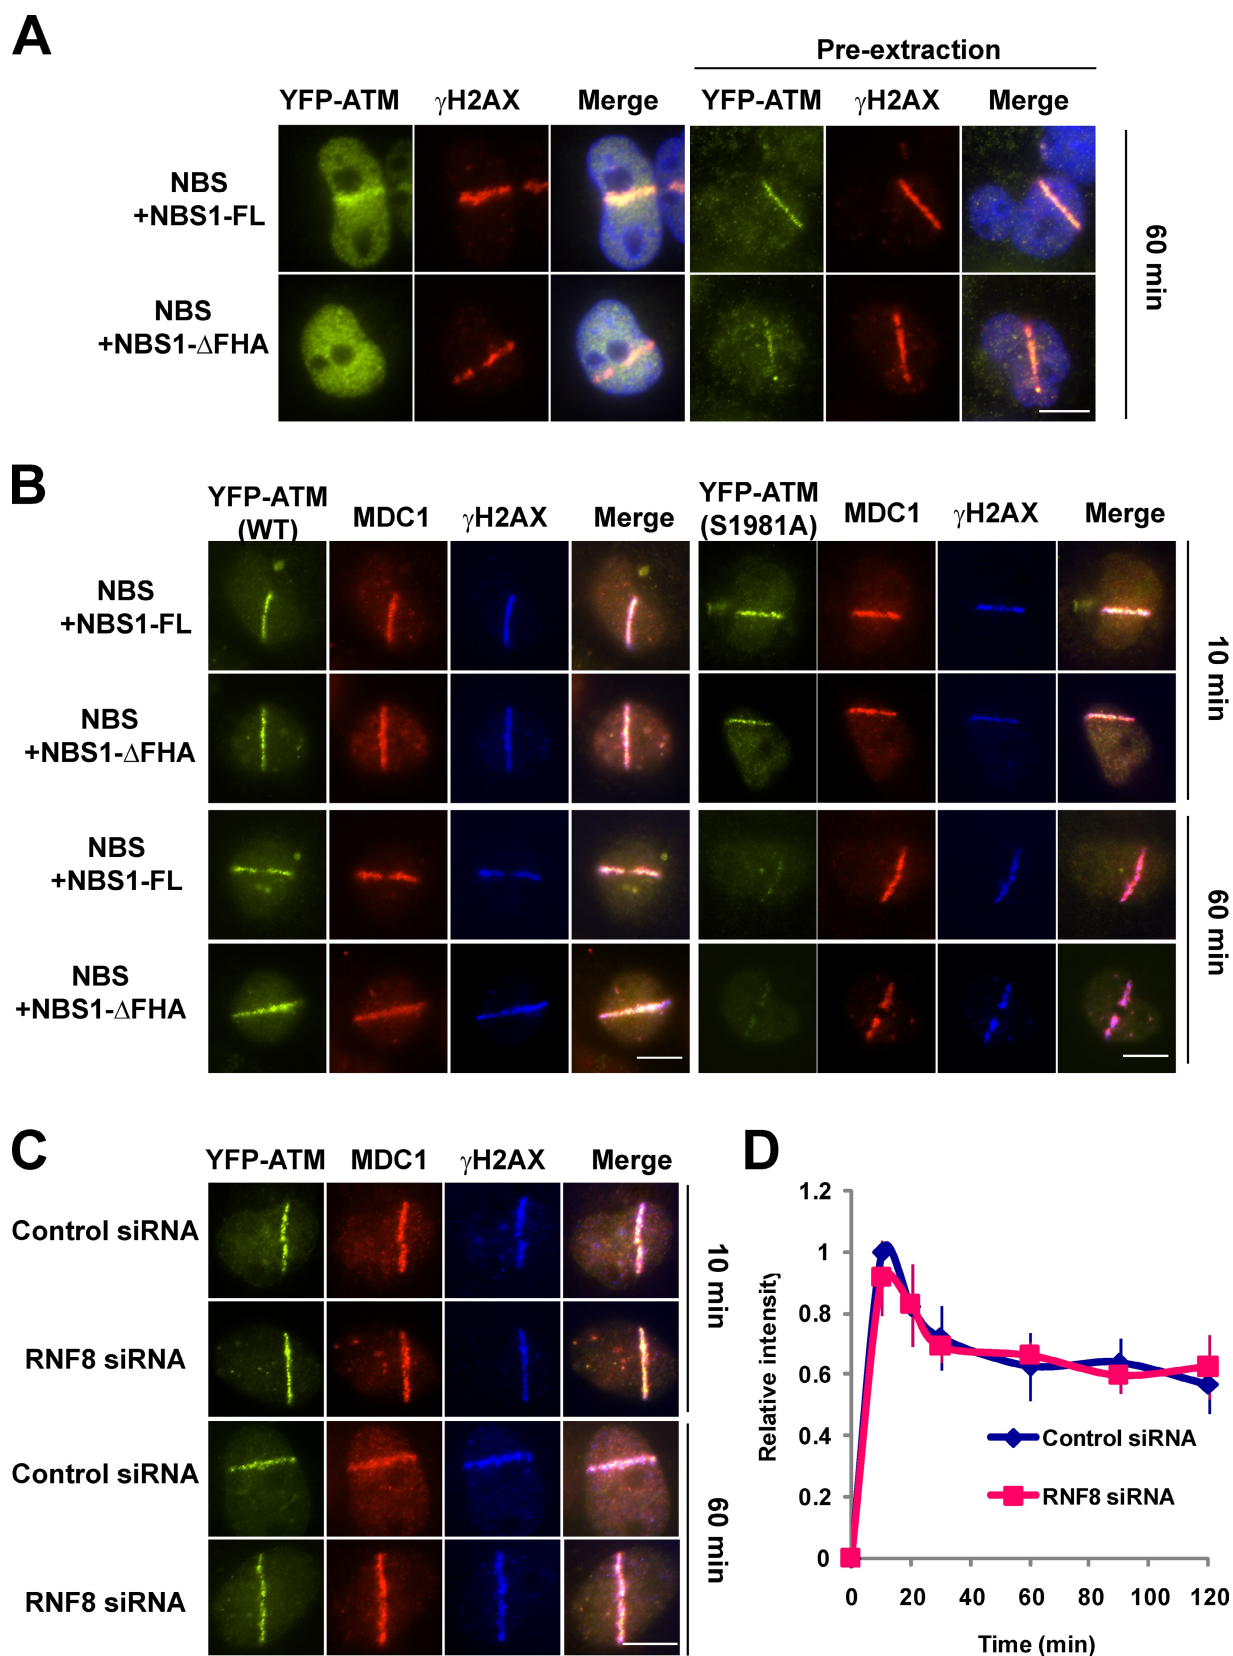 A
Pre-extraction
YFP-ATM γH2AX Merge YFP-ATM γH2AX Merge
NBS
+NBS1-FL
NBS
+NBS1-ΔFHA
60 min
B
YFP-ATM
(WT)
MDC1 γH2AX Merge
YFP-ATM
(S1981A)
MDC1 γH2AX Merge
NBS
+NBS1-FL
NBS
+NBS1-ΔFHA
10 min
NBS
+NBS1-FL
NBS
+NBS1-ΔFHA
60 min
C
YFP-ATM MDC1 γH2AX Merge
Control siRNA
RNF8 siRNA
10 min
Control siRNA
RNF8 siRNA
60 min
D
1.2
1
0.8
0.6
0.4
0.2
0
Relative intensity
Control siRNA
RNF8 siRNA
0 20 40 60 80 100 120
Time (min)